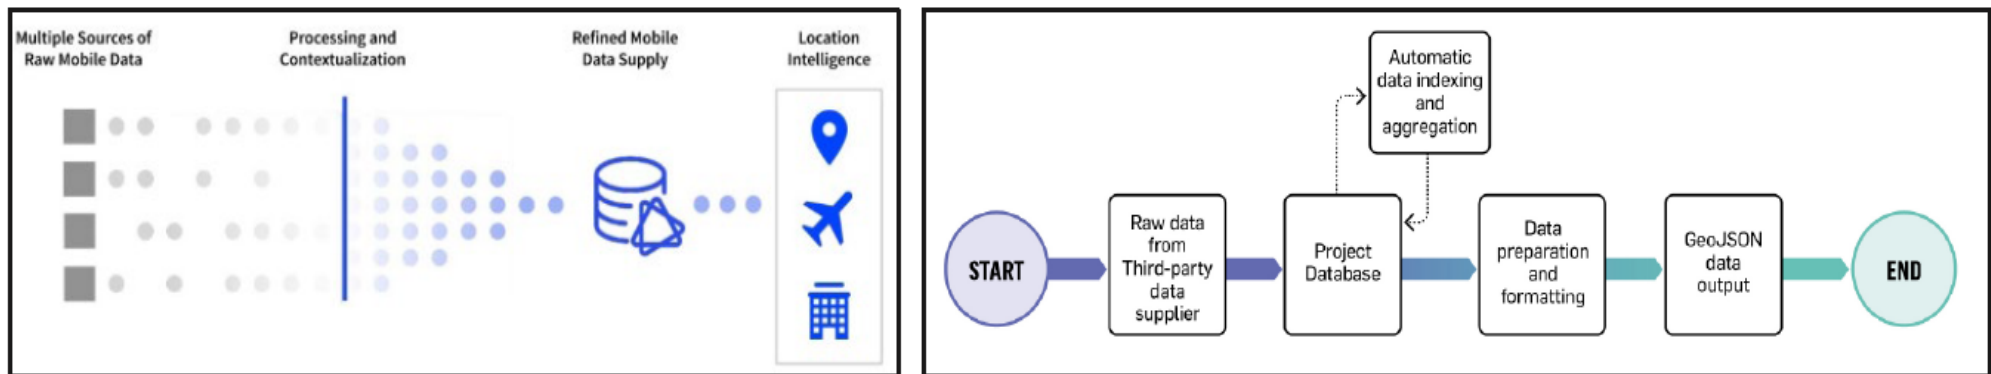 Multiple Sources of
Raw Mobile Data
Processing and
Contextualization
Refined Mobile
Data Supply
Location
Intelligence
START
Raw data
from
Third-party
data
supplier
Project
Database
Automatic
data indexing
and
aggregation
Data
preparation
and
formatting
GeoJSON
data
output
END